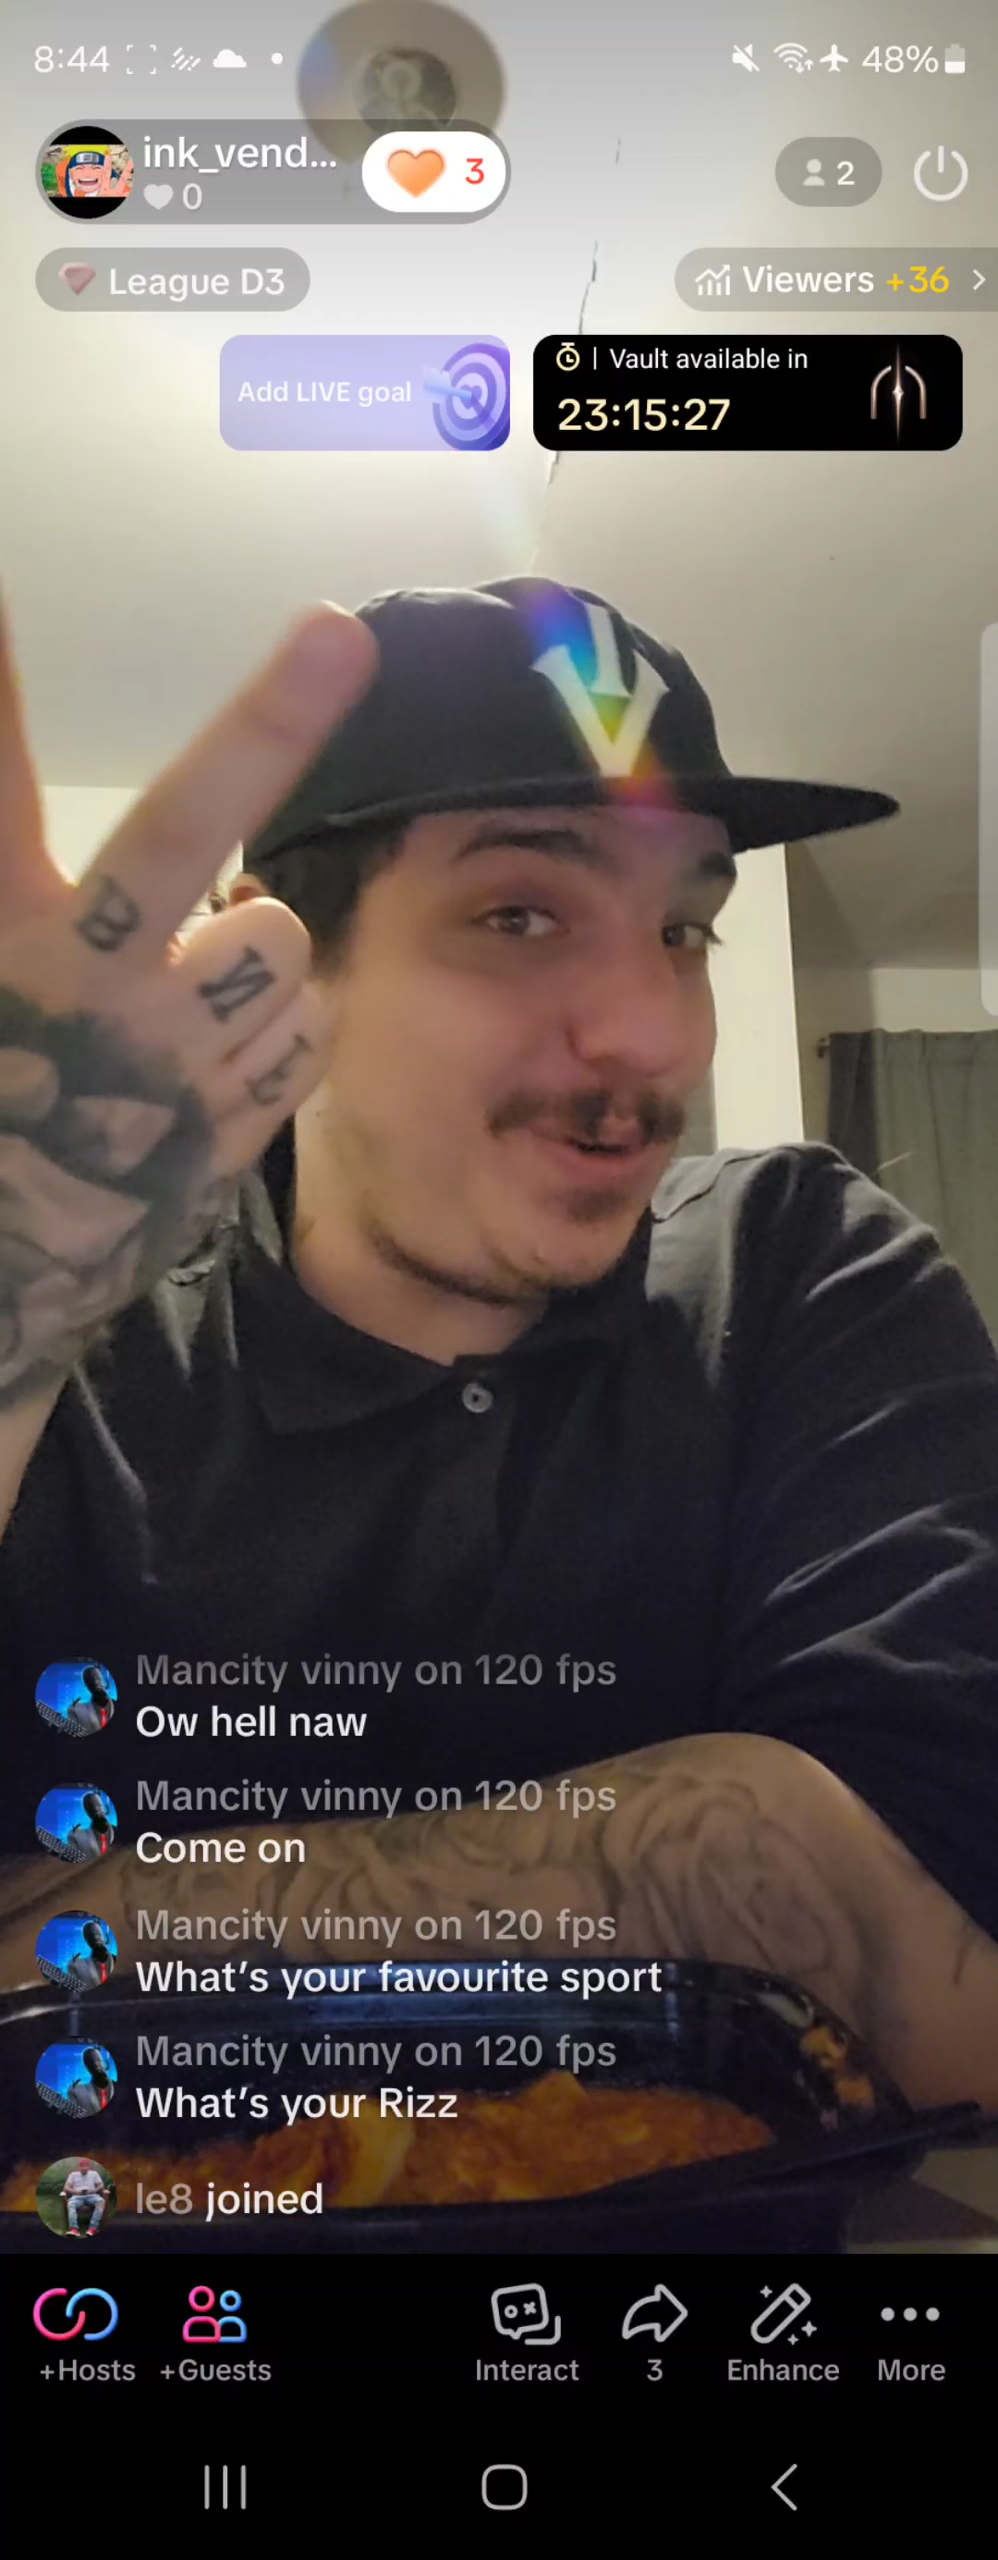 8:44
48%
ink_vend...
0
3
2
League D3
Viewers +36 >
Add LIVE goal
| Vault available in
23:15:27
V
B
N
Mancity vinny on 120 fps
Ow hell naw
Mancity vinny on 120 fps
Come on
Mancity vinny on 120 fps
What's your favourite sport
Mancity vinny on 120 fps
What's your Rizz
le8 joined
+Hosts
+Guests
Interact
3
Enhance
More